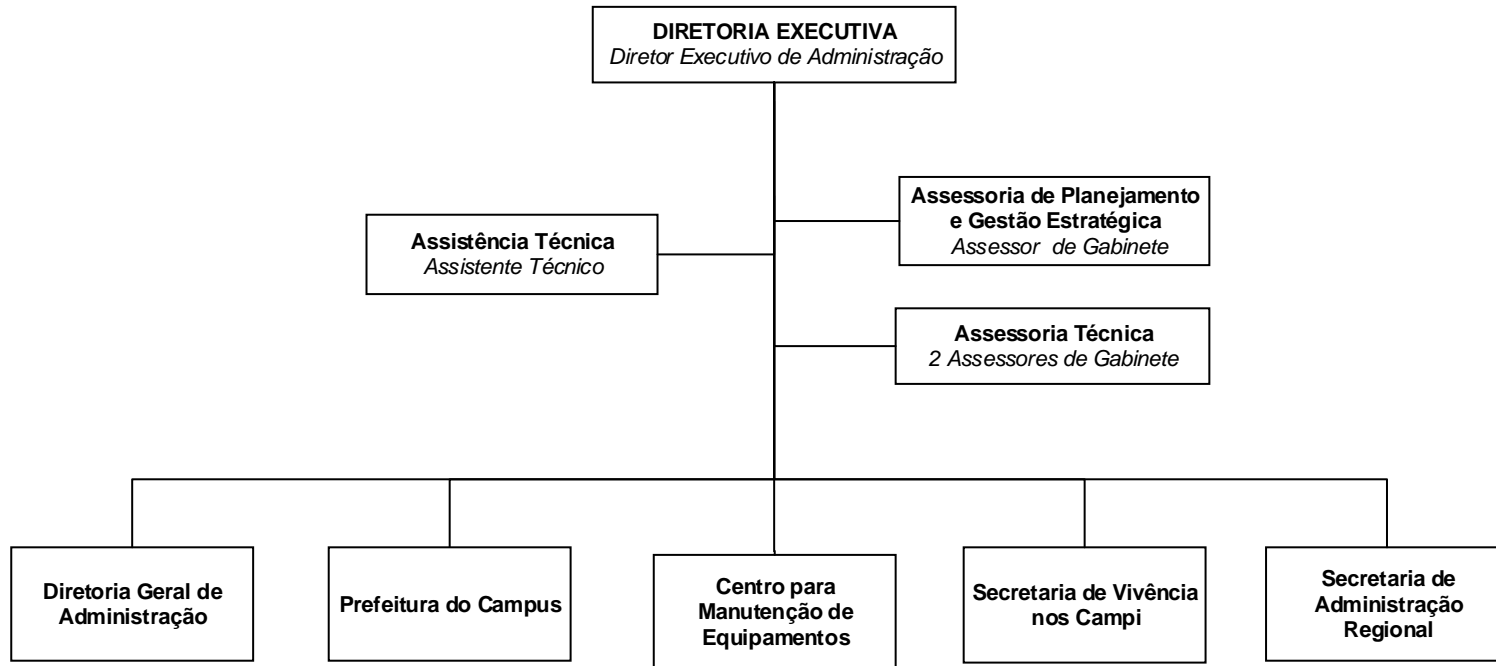 DIRETORIA EXECUTIVA
Diretor Executivo de Administração
Assessoria de Planejamento
e Gestão Estratégica
Assessor de Gabinete
Assistência Técnica
Assistente Técnico
Assessoria Técnica
2 Assessores de Gabinete
Diretoria Geral de
Administração
Prefeitura do Campus
Centro para
Manutenção de
Equipamentos
Secretaria de Vivência
nos Campi
Secretaria de
Administração
Regional